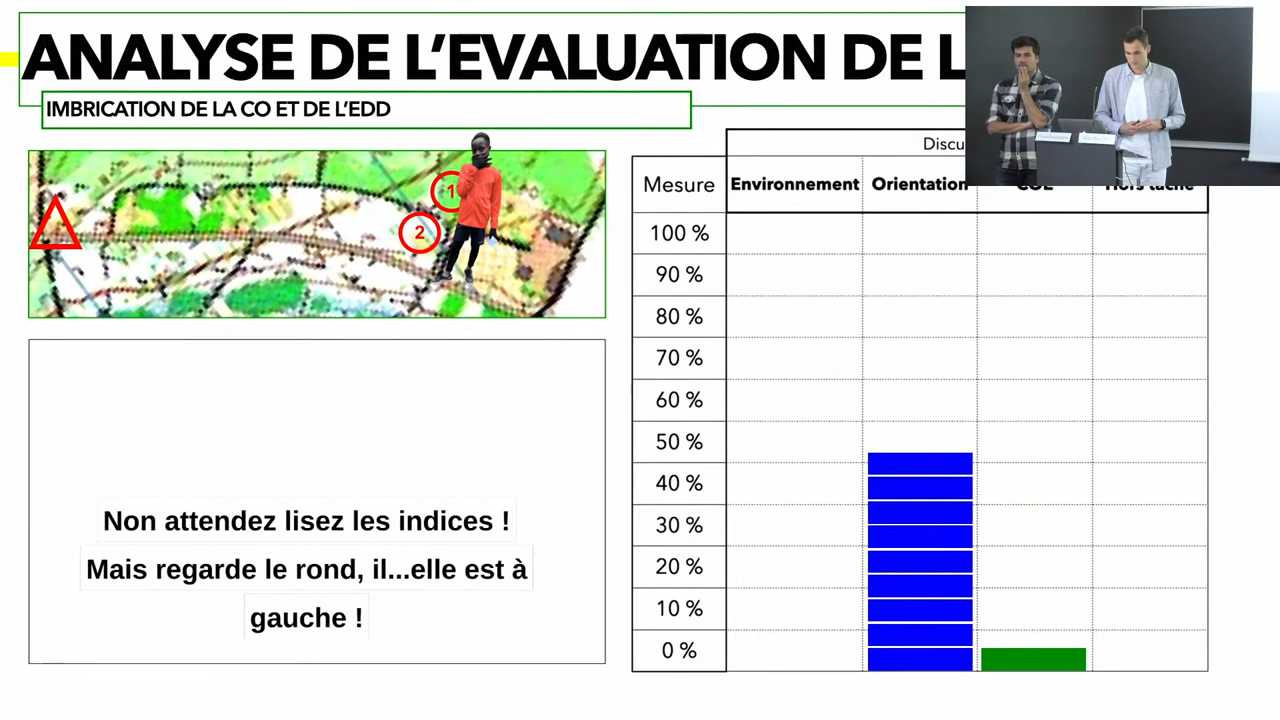 ANALYSE DE L’EVALUATION DE L
IMBRICATION DE LA CO ET DE L’EDD
1
2
Non attendez lisez les indices !
Mais regarde le rond, il...elle est à
gauche !
Discu
Mesure Environnement Orientation
100 %
90 %
80 %
70 %
60 %
50 %
40 %
30 %
20 %
10 %
0 %